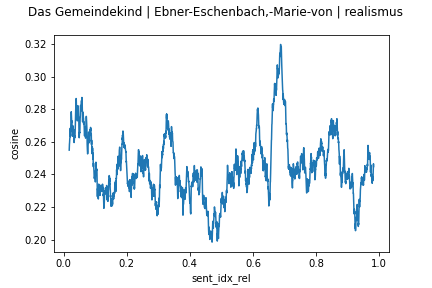 Das Gemeindekind | Ebner-Eschenbach,-Marie-von | realismus
0.32
0.30
0.28
0.26
0.24
0.22
0.20
cosine
0.0 0.2 0.4 0.6 0.8 1.0
sent_idx_rel